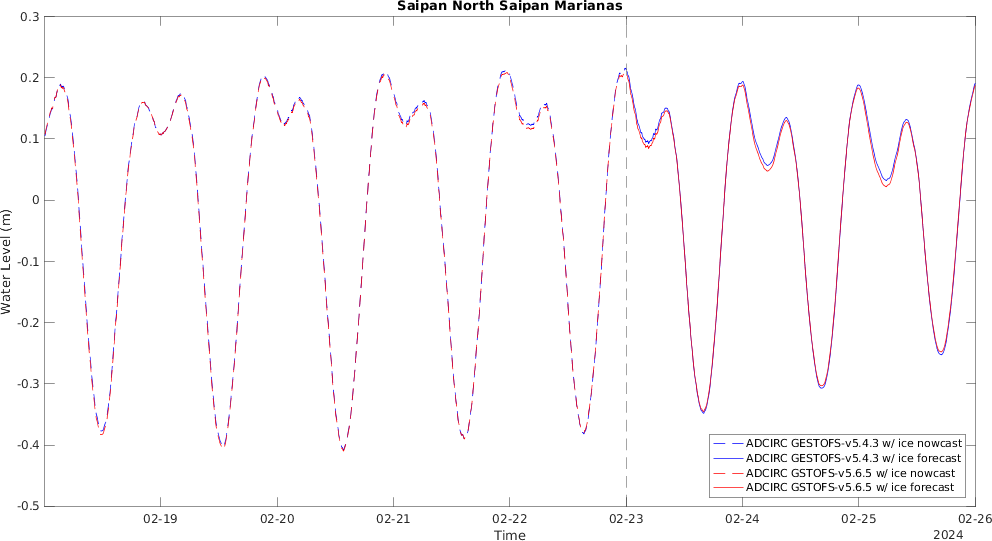 Saipan North Saipan Marianas
0.3
0.2
0.1
0
-0.1
-0.2
-0.3
-0.4
-0.5
Water Level (m)
ADCIRC GESTOFS-v5.4.3 w/ ice nowcast
ADCIRC GESTOFS-v5.4.3 w/ ice forecast
ADCIRC GSTOFS-v5.6.5 w/ ice nowcast
ADCIRC GSTOFS-v5.6.5 w/ ice forecast
02-19
02-20
02-21
02-22
02-23
02-24
02-25
02-26
Time
2024